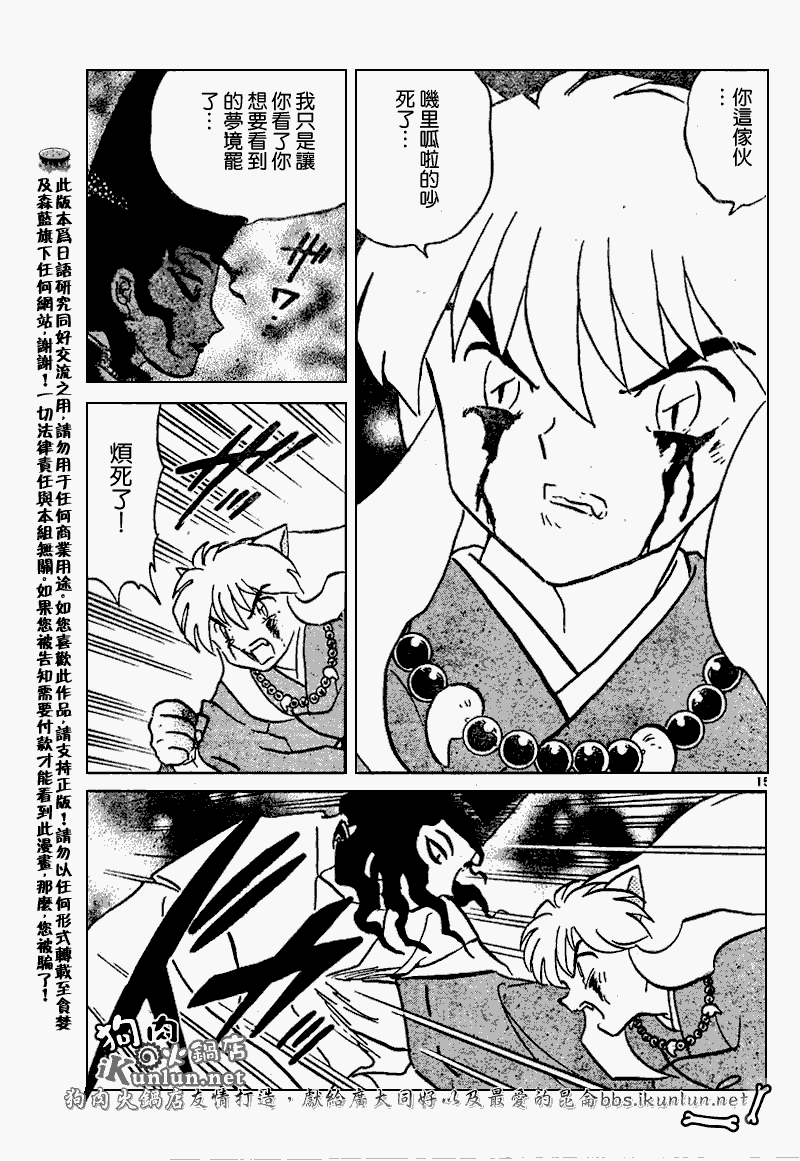 你這傢伙
…
嘰里呱啦的吵
死了…
我只是讓
你看了你
想要看到
的夢境罷
了…
ザワ
煩死了！
15
此版本爲日語研究同好交流之用，請勿用于任何商業用途。如您喜歡此作品，請支持正版！請勿以任何形式轉載至貪婪
及森藍旗下任何網站，謝謝！一切法律責任與本組無關。如果您被告知需要付款才能看到此漫畫，那麼，您被騙了！
狗肉
火鍋店
iKunlun.net
狗肉火鍋店友情打造，獻給廣大同好以及最愛的昆侖bbs.ikunlun.net